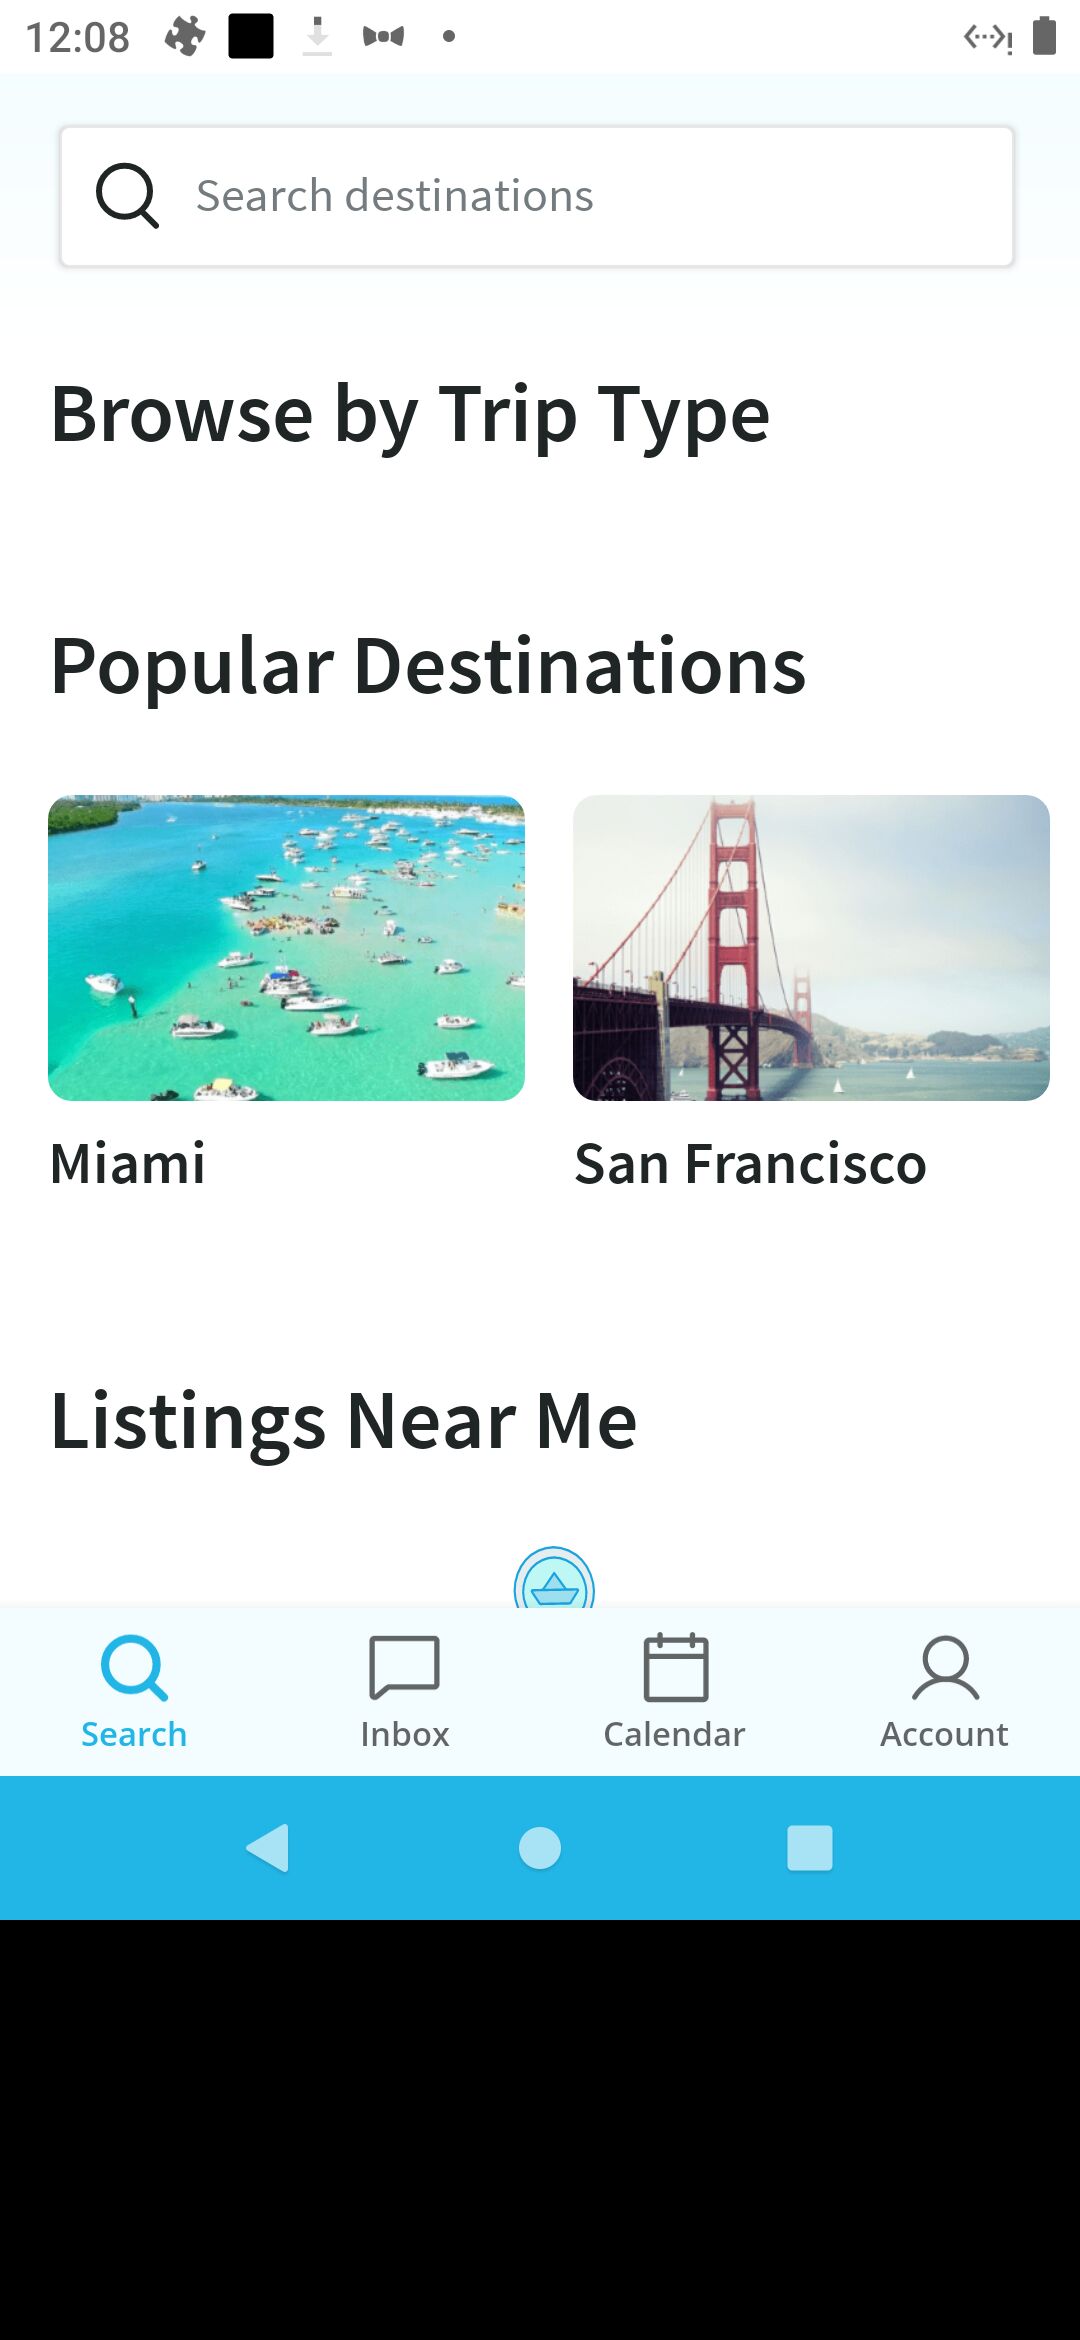 12:08
Search destinations
Browse by Trip Type
Popular Destinations
Miami
San Francisco
Listings Near Me
Search
Inbox
Calendar
Account